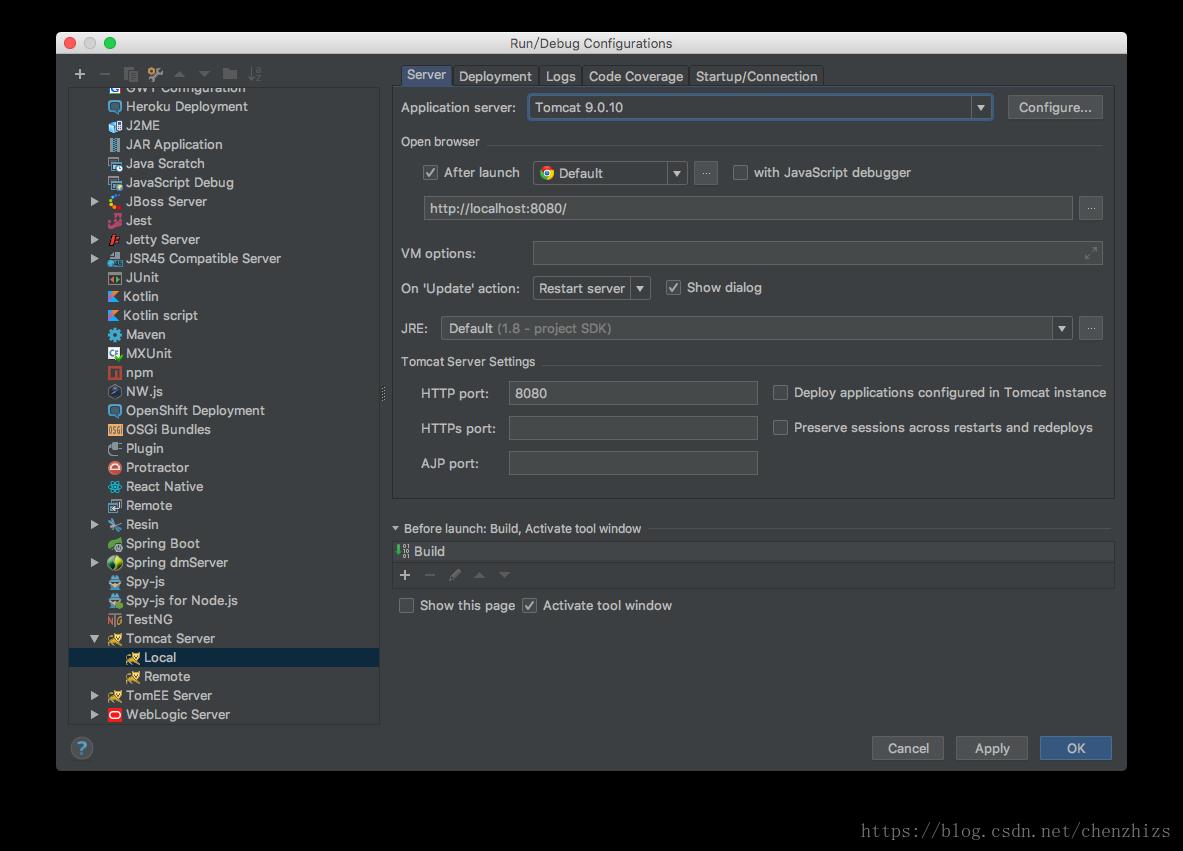 Run/Debug Configurations
GWT Configuration
Heroku Deployment
J2ME
JAR Application
Java Scratch
JavaScript Debug
JBoss Server
Jest
Jetty Server
JSR45 Compatible Server
JUnit
Kotlin
Kotlin script
Maven
MXUnit
npm
NW.js
OpenShift Deployment
OSGi Bundles
Plugin
Protractor
React Native
Remote
Resin
Spring Boot
Spring dmServer
Spy-js
Spy-js for Node.js
TestNG
Tomcat Server
Local
Remote
TomEE Server
WebLogic Server
Server Deployment Logs Code Coverage Startup/Connection
Application server: Tomcat 9.0.10 Configure...
Open browser
After launch Default ... with JavaScript debugger
http://localhost:8080/ ...
VM options:
On 'Update' action: Restart server Show dialog
JRE: Default (1.8 - project SDK) ...
Tomcat Server Settings
HTTP port: 8080 Deploy applications configured in Tomcat instance
HTTPs port: Preserve sessions across restarts and redeploys
AJP port:
Before launch: Build, Activate tool window
Build
Show this page Activate tool window
? Cancel Apply OK
https://blog.csdn.net/chenzhizs